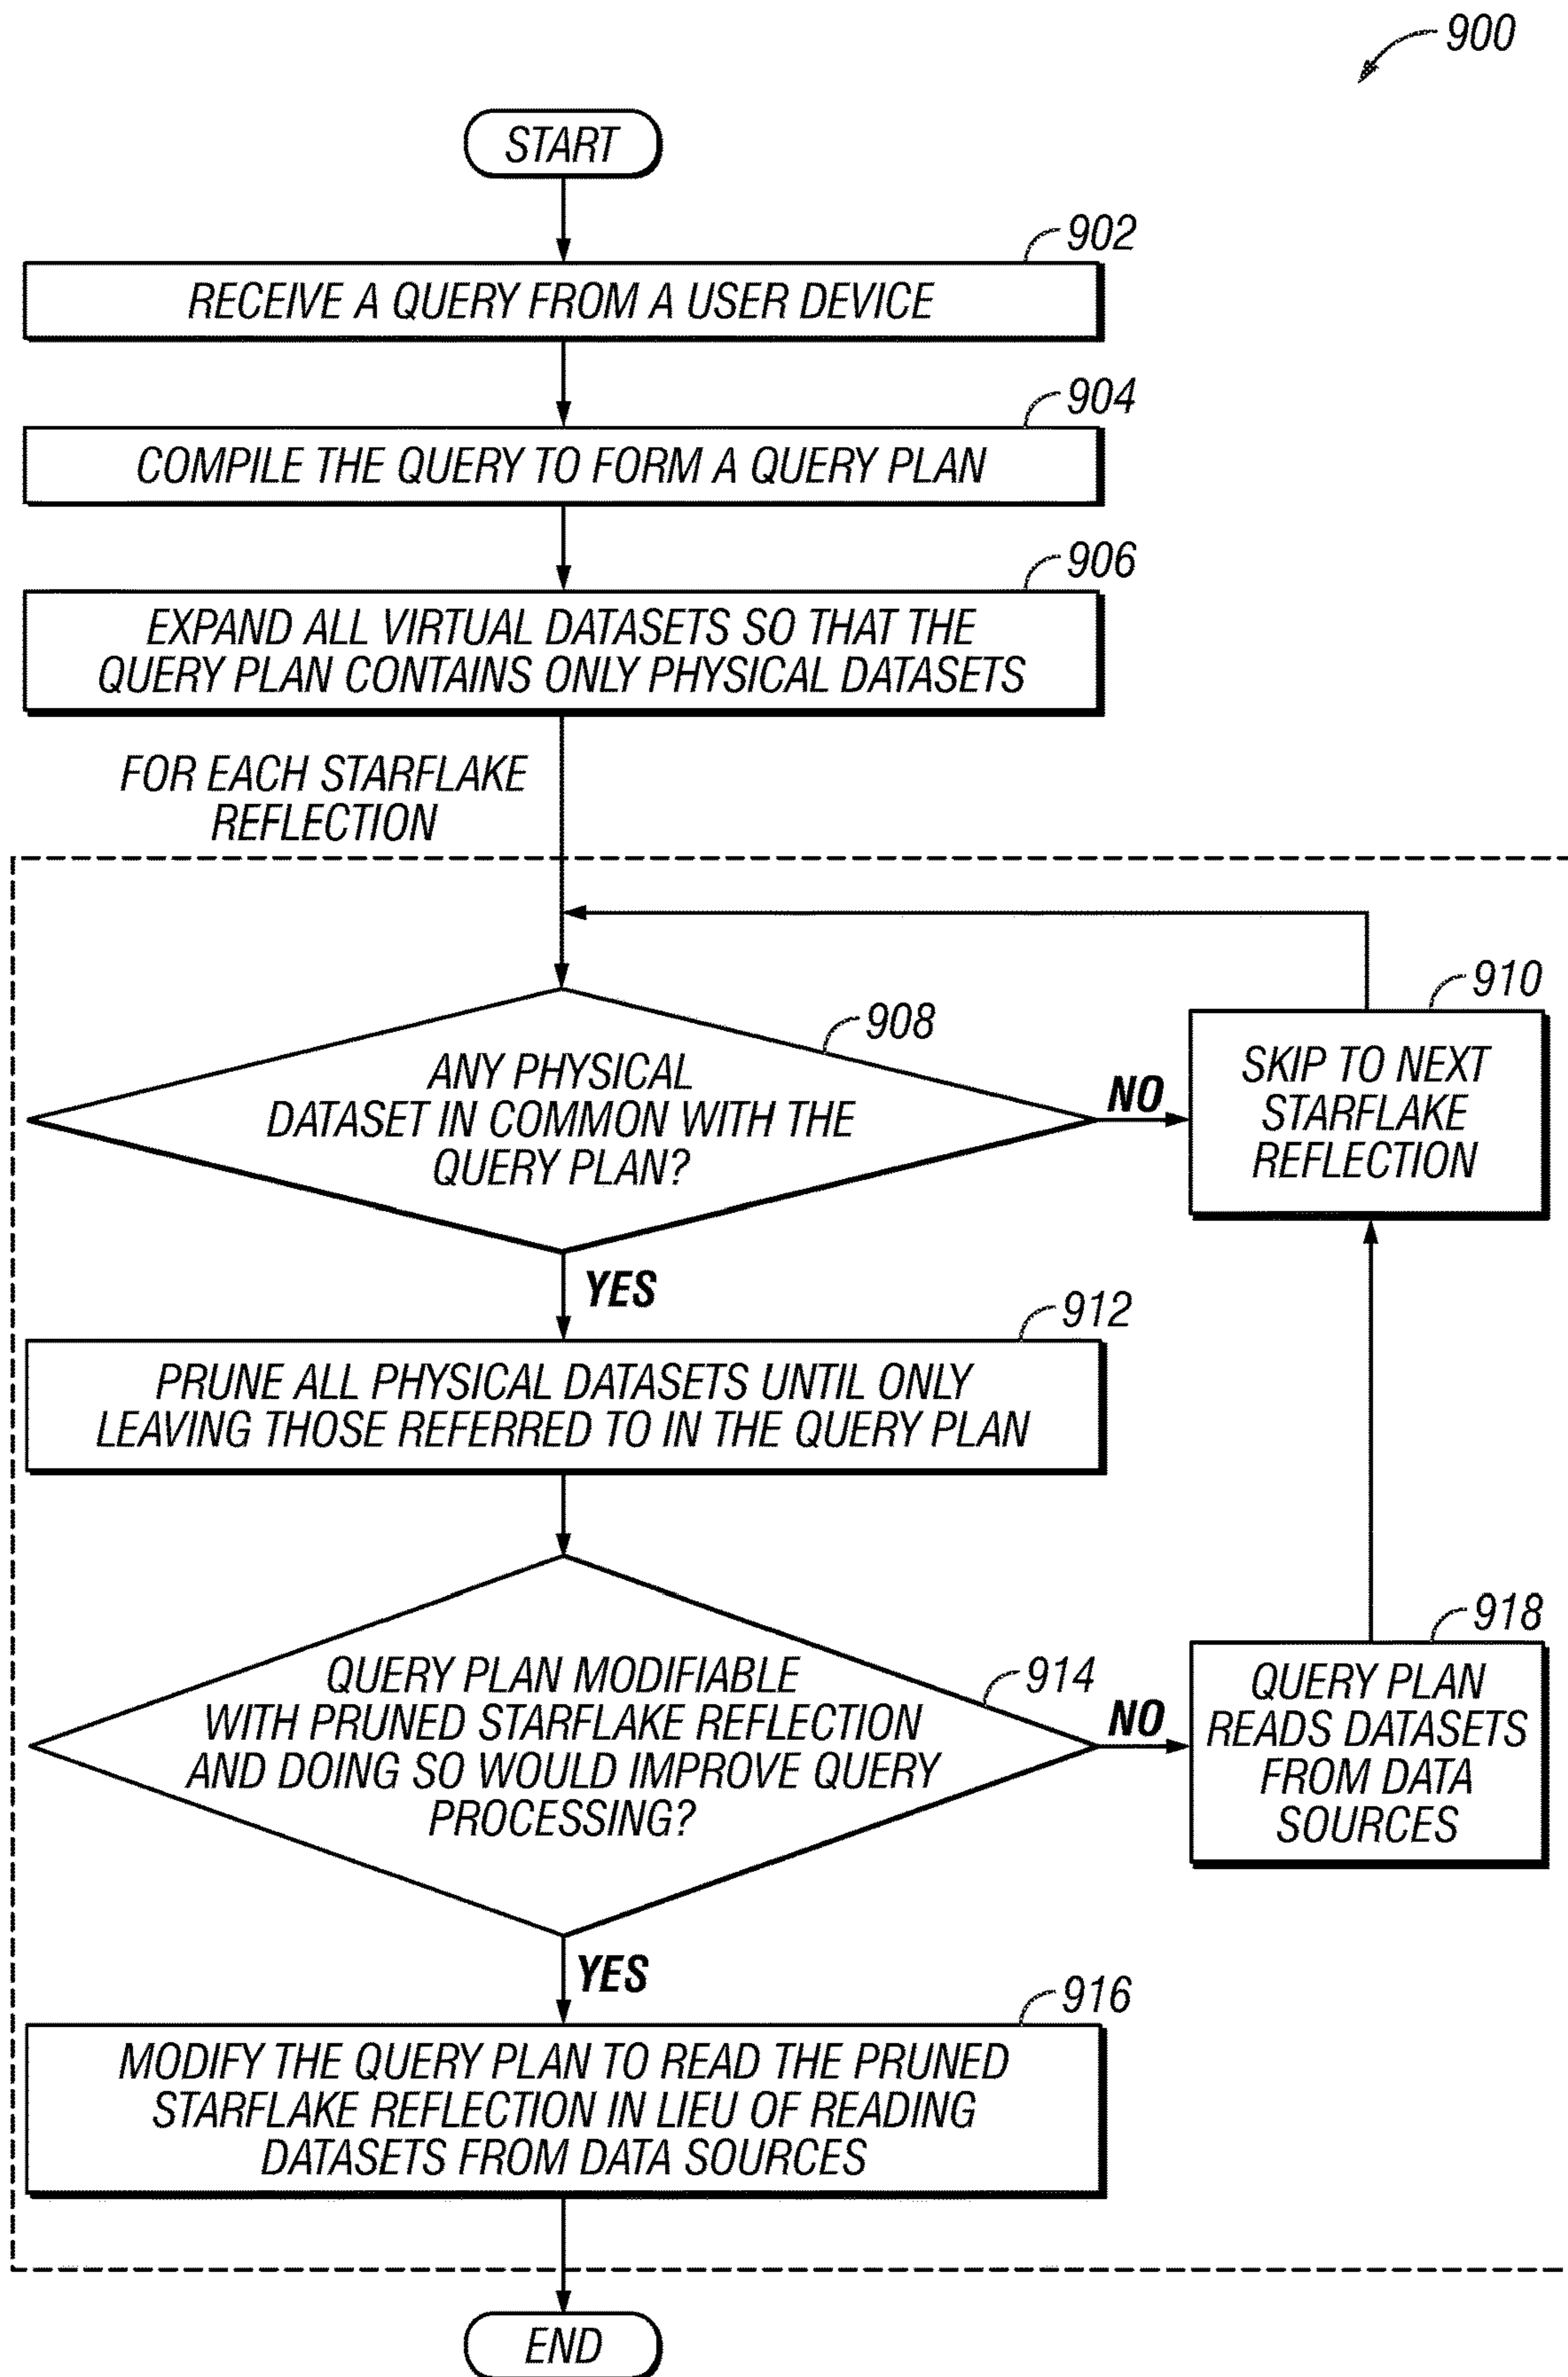 900
START
902
RECEIVE A QUERY FROM A USER DEVICE
904
COMPILE THE QUERY TO FORM A QUERY PLAN
906
EXPAND ALL VIRTUAL DATASETS SO THAT THE
QUERY PLAN CONTAINS ONLY PHYSICAL DATASETS
FOR EACH STARFLAKE
REFLECTION
908
ANY PHYSICAL
DATASET IN COMMON WITH THE
QUERY PLAN?
NO
910
SKIP TO NEXT
STARFLAKE
REFLECTION
YES
912
PRUNE ALL PHYSICAL DATASETS UNTIL ONLY
LEAVING THOSE REFERRED TO IN THE QUERY PLAN
914
QUERY PLAN MODIFIABLE
WITH PRUNED STARFLAKE REFLECTION
AND DOING SO WOULD IMPROVE QUERY
PROCESSING?
NO
918
QUERY PLAN
READS DATASETS
FROM DATA
SOURCES
YES
916
MODIFY THE QUERY PLAN TO READ THE PRUNED
STARFLAKE REFLECTION IN LIEU OF READING
DATASETS FROM DATA SOURCES
END